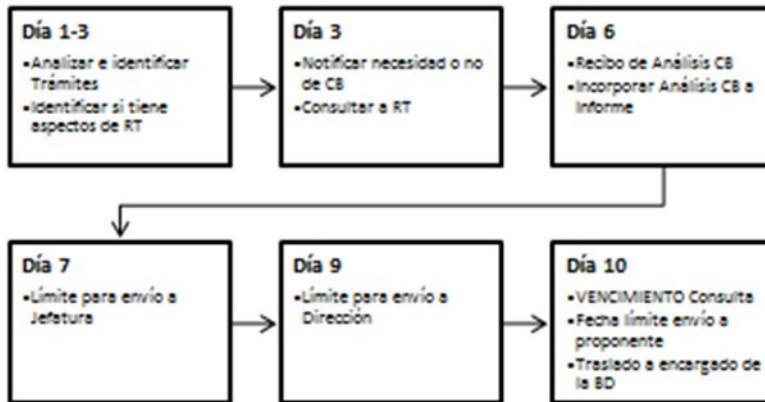 Día 1-3
•Analizar e identificar
Trámites
•Identificar si tiene
aspectos de RT
Día 3
•Notificar necesidad o no
de CB
•Consultar a RT
Día 6
•Recibo de Análisis CB
•Incorporar Análisis CB a
Informe
Día 7
•Límite para envío a
Jefatura
Día 9
•Límite para envío a
Dirección
Día 10
•VENCIMIENTO Consulta
•Fecha límite envío a
proponente
•Traslado a encargado de
la BD